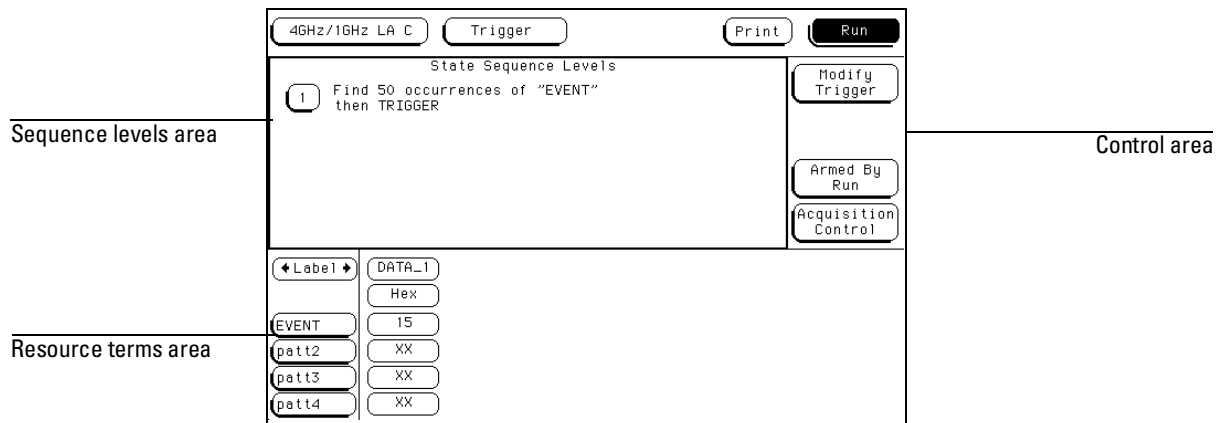 4GHz/1GHz LA C Trigger Print Run
State Sequence Levels
1 Find 50 occurrences of "EVENT"
then TRIGGER
Modify
Trigger
Armed By
Run
Acquisition
Control
Sequence levels area
Control area
Label DATA_1
Hex
EVENT 15
patt2 XX
patt3 XX
patt4 XX
Resource terms area